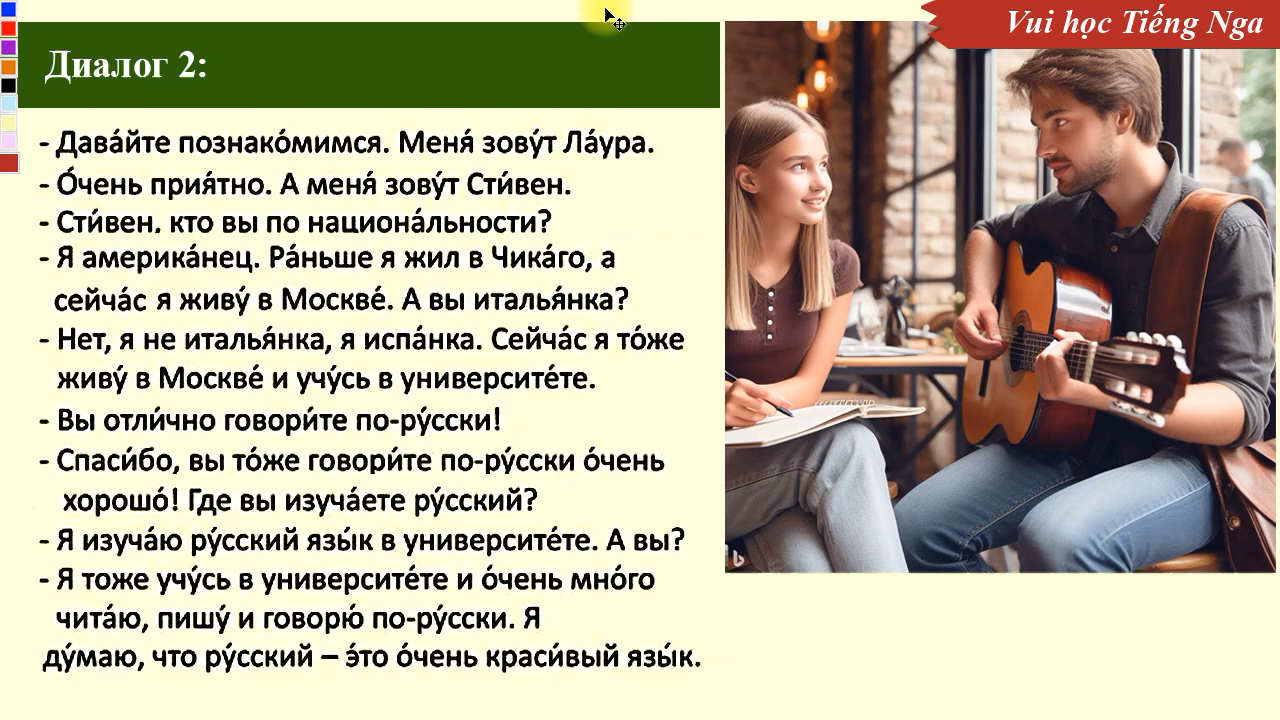 Vui học Tiếng Nga
Диалог 2:
- Дава́йте познако́мимся. Меня́ зову́т Ла́ура.
- О́чень прия́тно. А меня́ зову́т Сти́вен.
- Сти́вен, кто вы по национа́льности?
- Я америка́нец. Ра́ньше я жил в Чика́го, а
сейча́с я живу́ в Москве́. А вы италья́нка?
- Нет, я не италья́нка, я испа́нка. Сейча́с я то́же
живу́ в Москве́ и учу́сь в университе́те.
- Вы отли́чно говори́те по-ру́сски!
- Спаси́бо, вы то́же говори́те по-ру́сски о́чень
хорошо́! Где вы изуча́ете ру́сский?
- Я изуча́ю ру́сский язы́к в университе́те. А вы?
- Я тоже учу́сь в университе́те и о́чень мно́го
чита́ю, пишу́ и говорю́ по-ру́сски. Я
ду́маю, что ру́сский – э́то о́чень краси́вый язы́к.